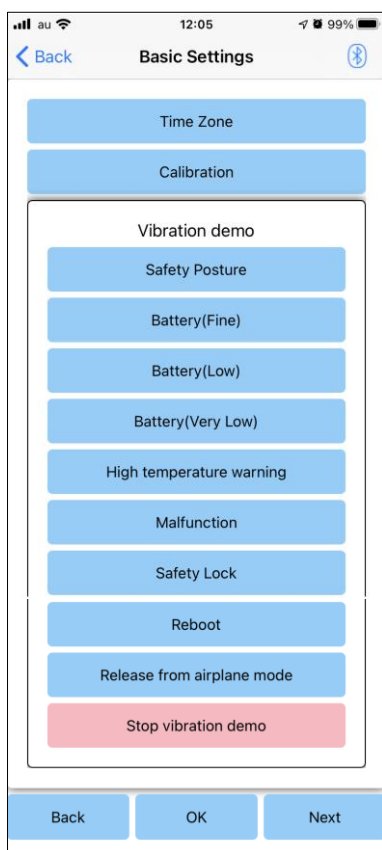 au 12:05 99%
Back Basic Settings
Time Zone
Calibration
Vibration demo
Safety Posture
Battery(Fine)
Battery(Low)
Battery(Very Low)
High temperature warning
Malfunction
Safety Lock
Reboot
Release from airplane mode
Stop vibration demo
Back OK Next